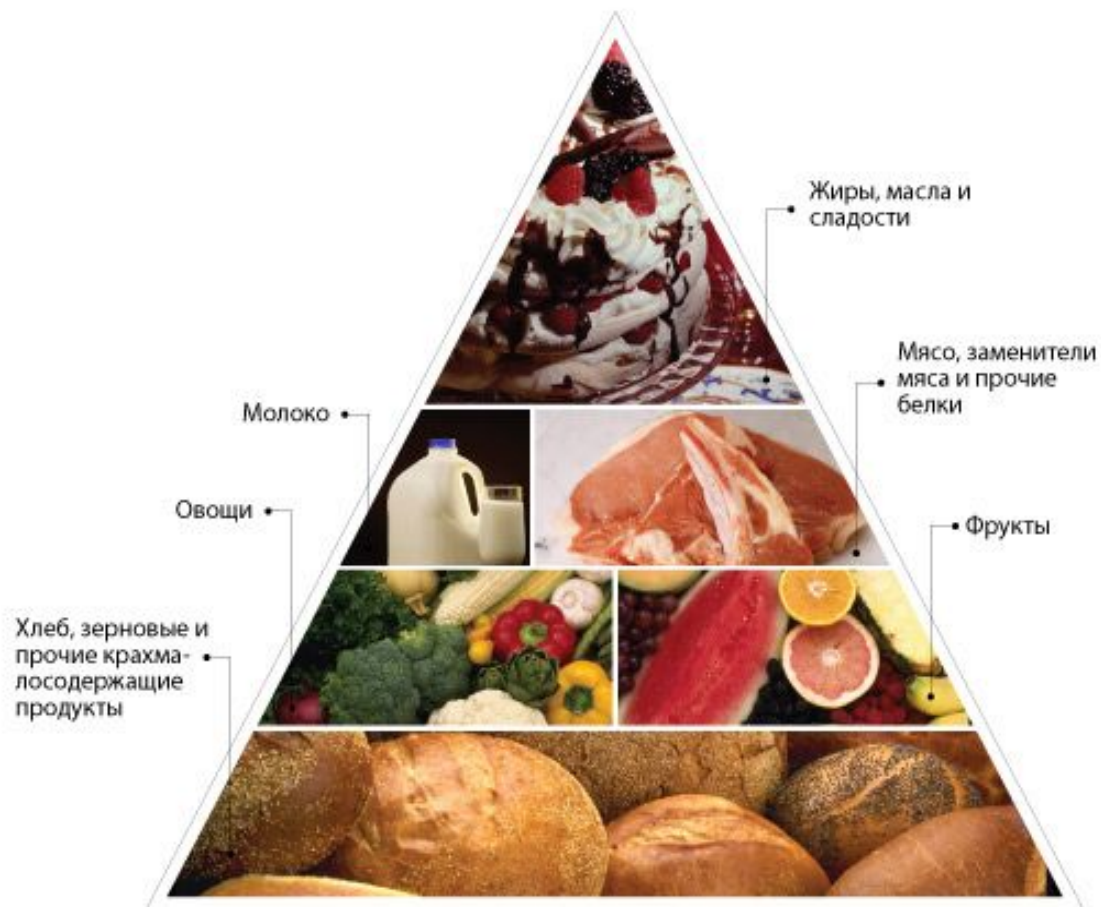 Жиры, масла и
сладости
Мясо, заменители
мяса и прочие
белки
Молоко
Овощи
Фрукты
Хлеб, зерновые и
прочие крахма-
лосодержащие
продукты